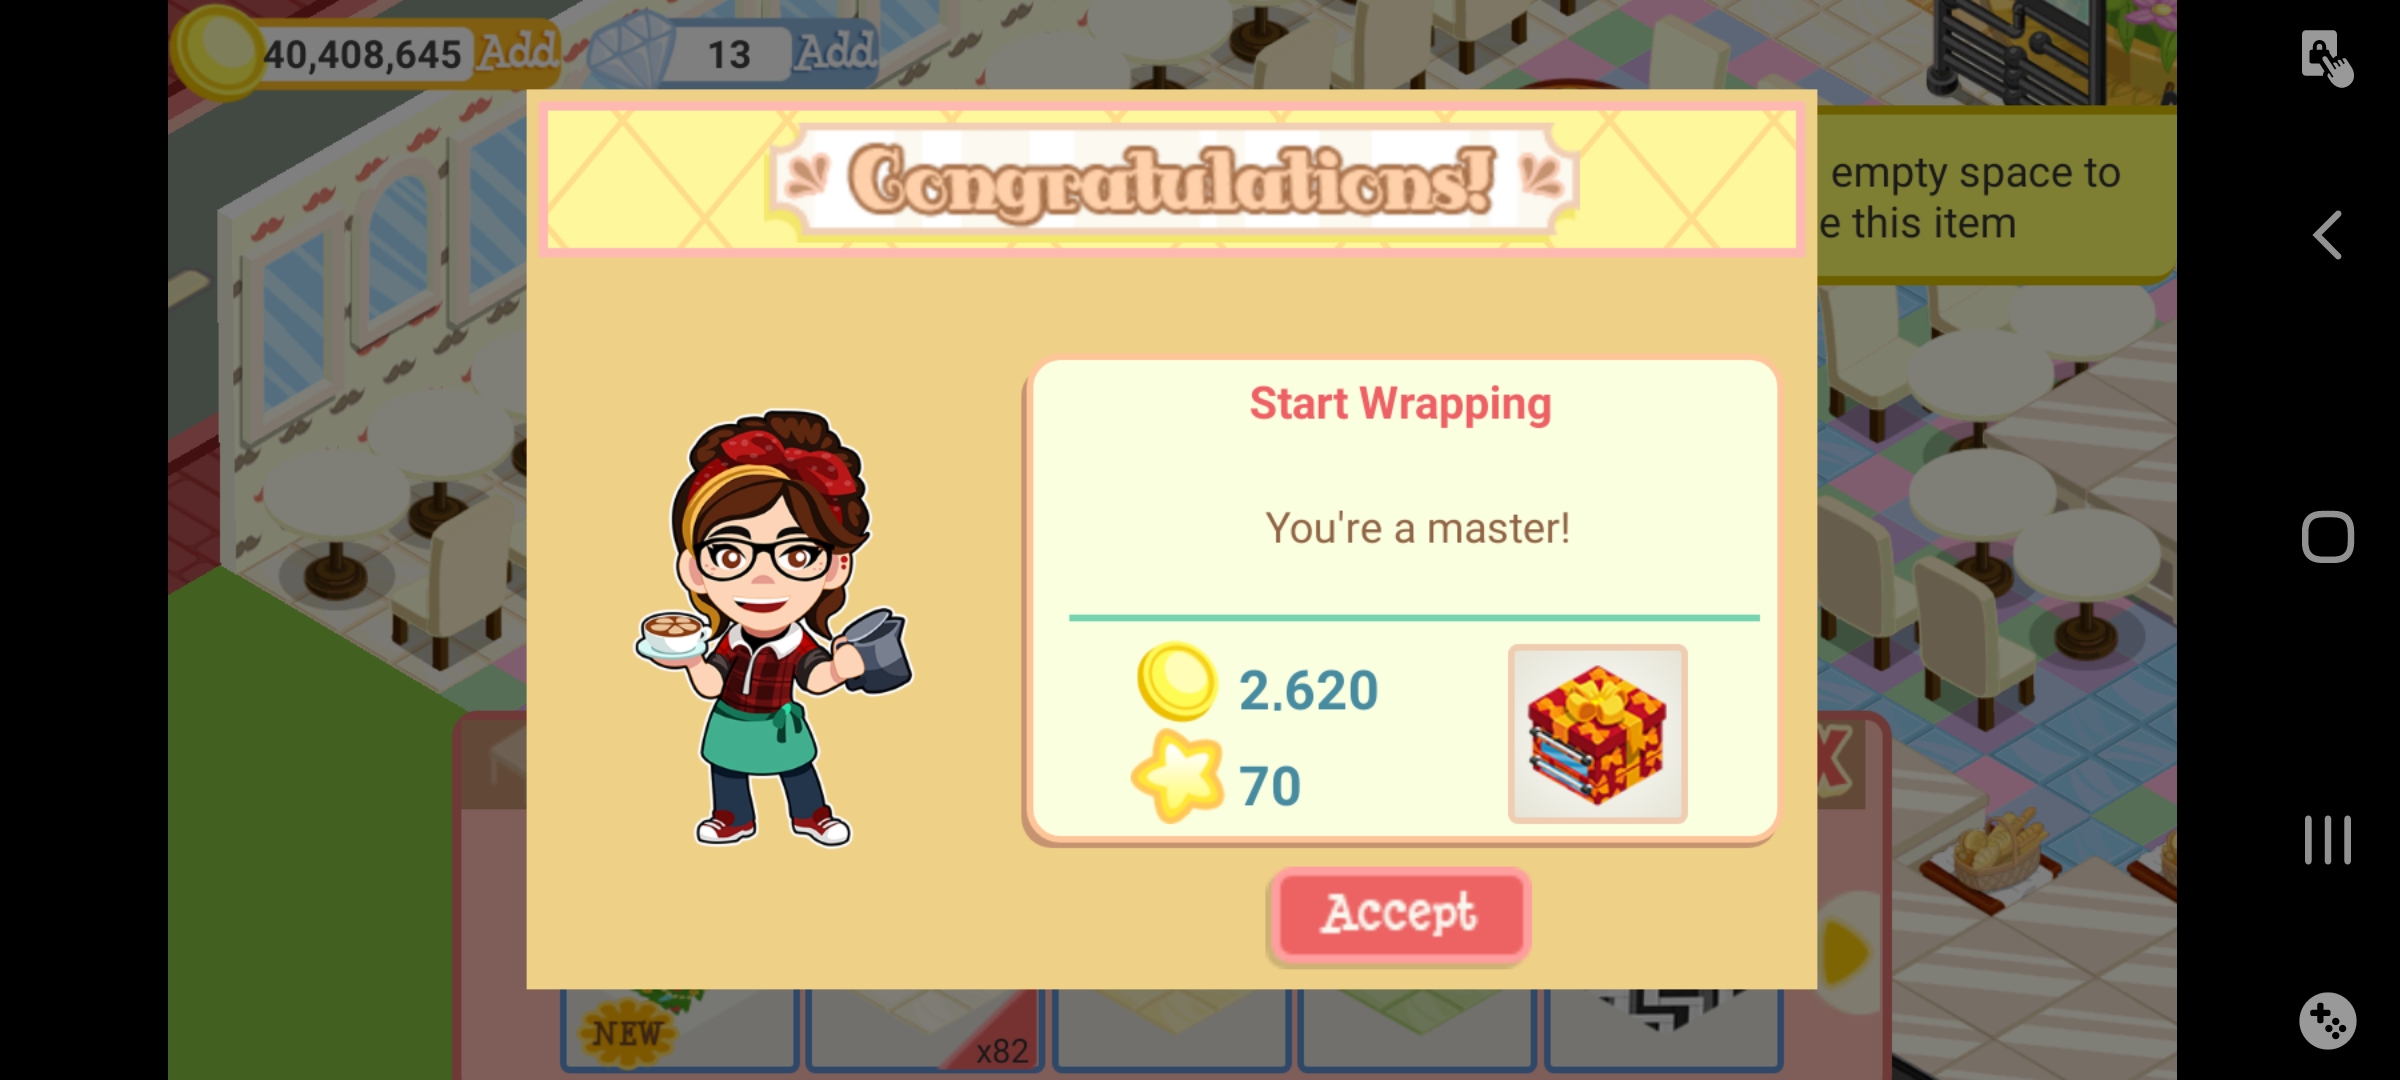 40,408,645 Add
13 Add
Congratulations!
empty space to
e this item
Start Wrapping
You're a master!
2,620
70
X
Accept
NEW
x82